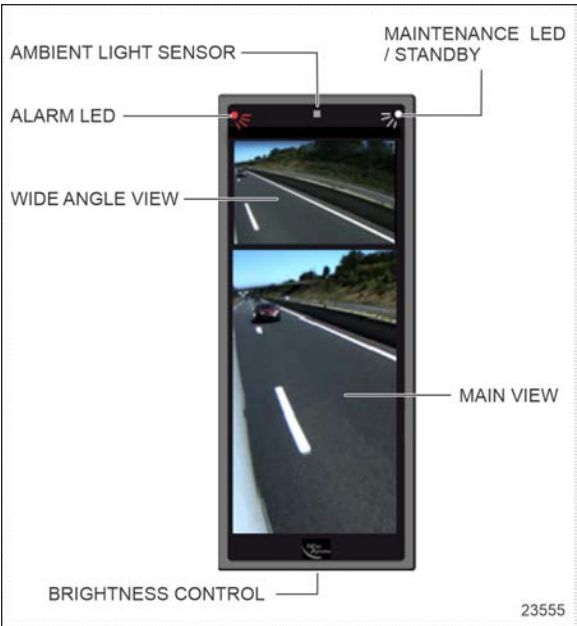 AMBIENT LIGHT SENSOR
MAINTENANCE LED
/ STANDBY
ALARM LED
WIDE ANGLE VIEW
MAIN VIEW
BRIGHTNESS CONTROL
23555